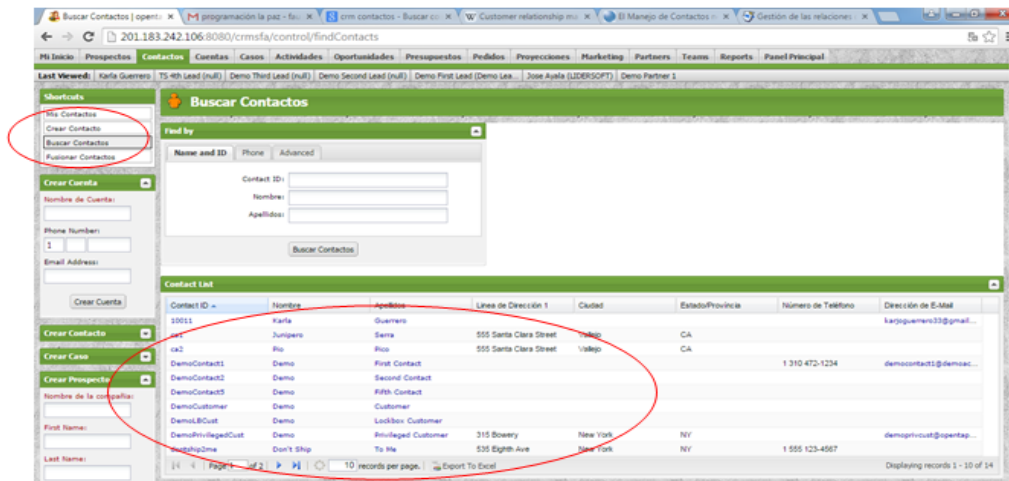 Buscar Contactos | openta
programación la paz - fau
crm contactos - Buscar co
Customer relationship ma
El Manejo de Contactos
Gestión de las relaciones
201.183.242.106:8080/crmsfa/control/findContacts
Mi Inicio Prospectos Contactos Cuentas Casos Actividades Oportunidades Presupuestos Pedidos Proyecciones Marketing Partners Teams Reports Panel Principal
Last Viewed: Karla Guerrero TS 4th Lead (null) Demo Third Lead (null) Demo Second Lead (null) Demo First Lead (Demo Lea... Jose Ayala (LIDERSOFT) Demo Partner 1
Shortcuts
Mis Contactos
Crear Contacto
Buscar Contactos
Fusionar Contactos
Crear Cuenta
Nombre de Cuenta:
Phone Number:
1
Email Address:
Crear Cuenta
Crear Contacto
Crear Caso
Crear Prospecto
Nombre de la compañia:
First Name:
Last Name:
Buscar Contactos
Find by
Name and ID Phone Advanced
Contact ID:
Nombre:
Apellidos:
Buscar Contactos
Contact List
Contact ID Nombre Apellidos Linea de Dirección 1 Ciudad Estado/Provincia Número de Teléfono Dirección de E-Mail
10011 Karla Guerrero karjoguerrero33@gmail...
ca1 Junipero Serra 555 Santa Clara Street Vallejo CA
ca2 Pio Pico 555 Santa Clara Street Vallejo CA
DemoContact1 Demo First Contact 1 310 472-1234 democontact1@demoac...
DemoContact2 Demo Second Contact
DemoContact5 Demo Fifth Contact
DemoCustomer Demo Customer
DemoLBCust Demo Lockbox Customer
DemoPrivilegedCust Demo Privileged Customer 315 Bowery New York NY demoprivcust@opentap...
dontship2me Don't Ship To Me 535 Eighth Ave New York NY 1 555 123-4567
Page 1 of 2 10 records per page. Export To Excel Displaying records 1 - 10 of 14